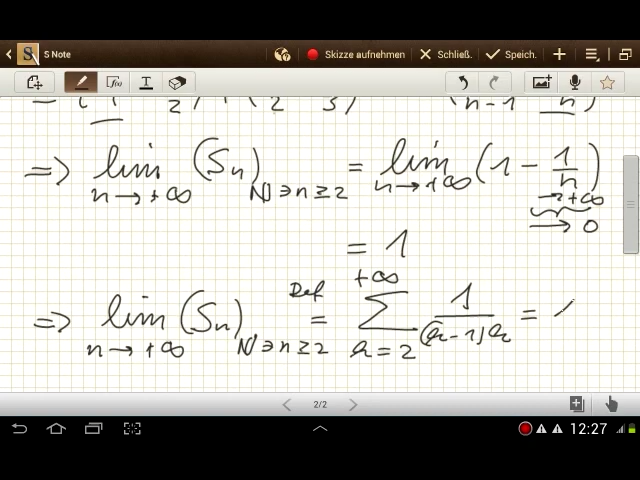 S Note
Skizze aufnehmen
Schließ.
Speich.
=> lim (Sₙ) ℕ∋n≥2 = lim (1 - 1/n)
n→+∞ n→+∞ →+∞
→ 0
= 1
=> lim (Sₙ) ℕ∋n≥2 Def = +∞ ∑ k=2 1/((k-1)k) =
n→+∞
2/2
12:27